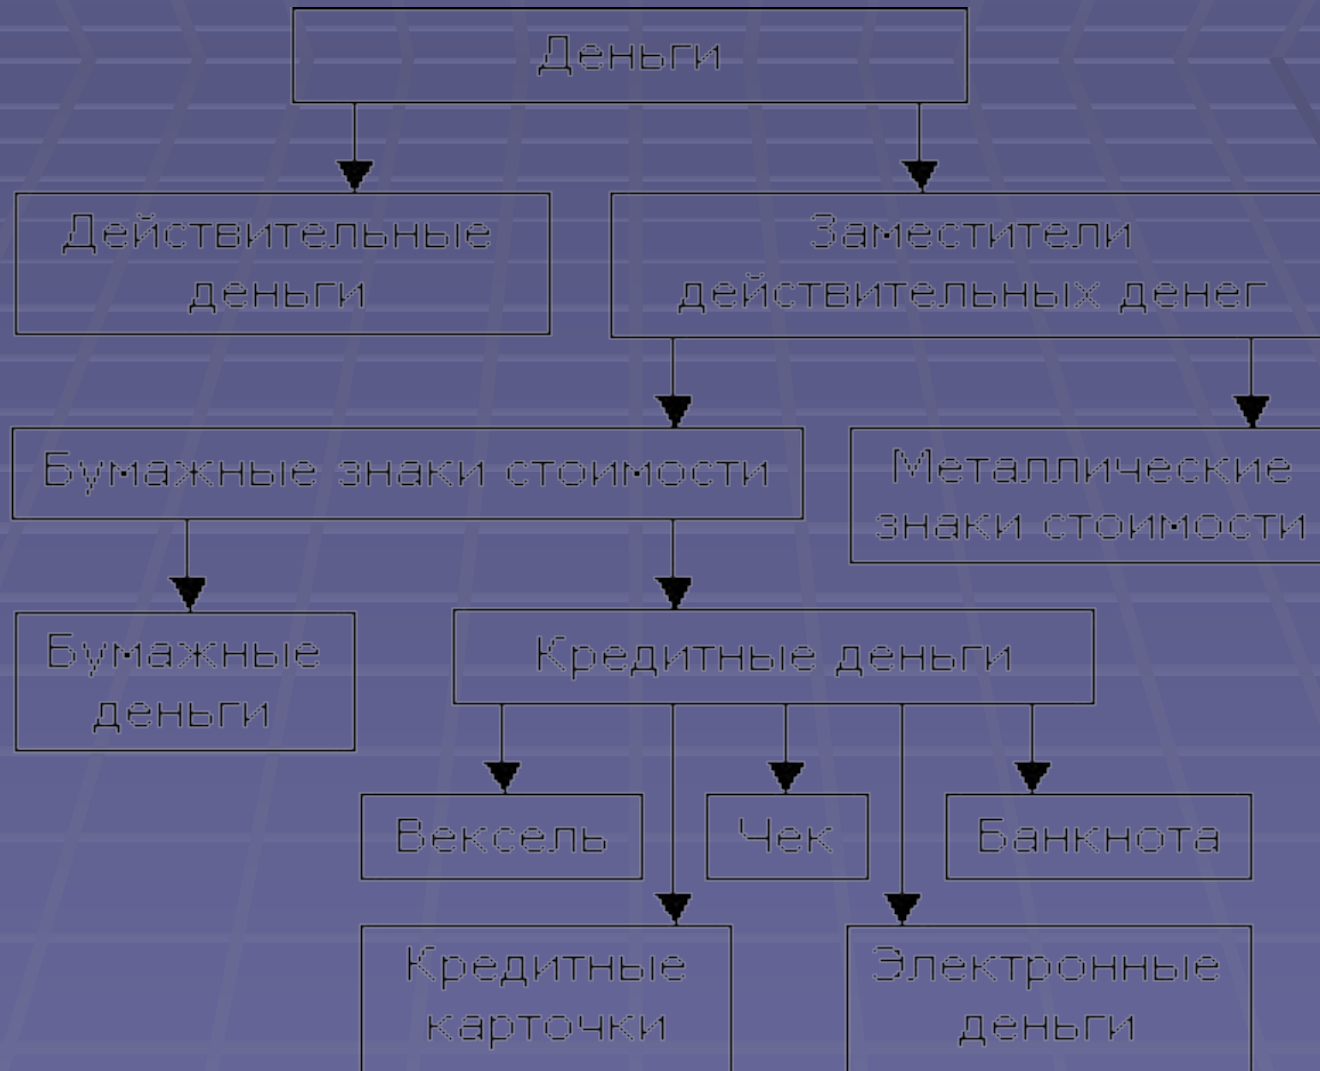 Деньги
Действительные
деньги
Заместители
действительных денег
Бумажные знаки стоимости
Металлические
знаки стоимости
Бумажные
деньги
Кредитные деньги
Вексель
Чек
Банкнота
Кредитные
карточки
Электронные
деньги